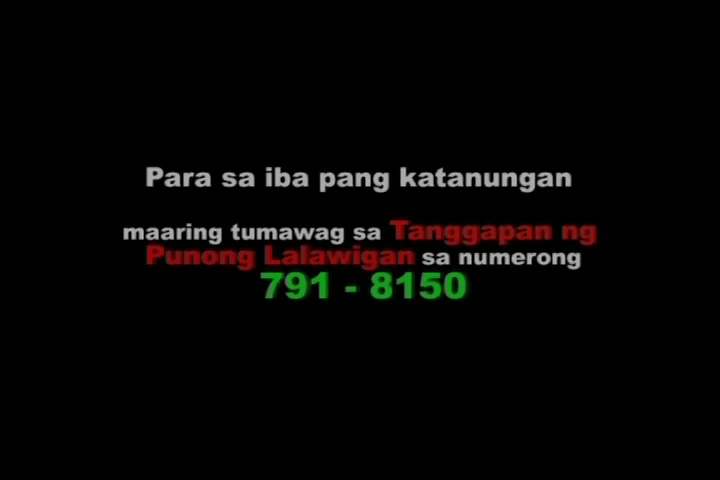 Para sa iba pang katanungan
maaring tumawag sa Tanggapan ng
Punong Lalawigan sa numerong
791 - 8150